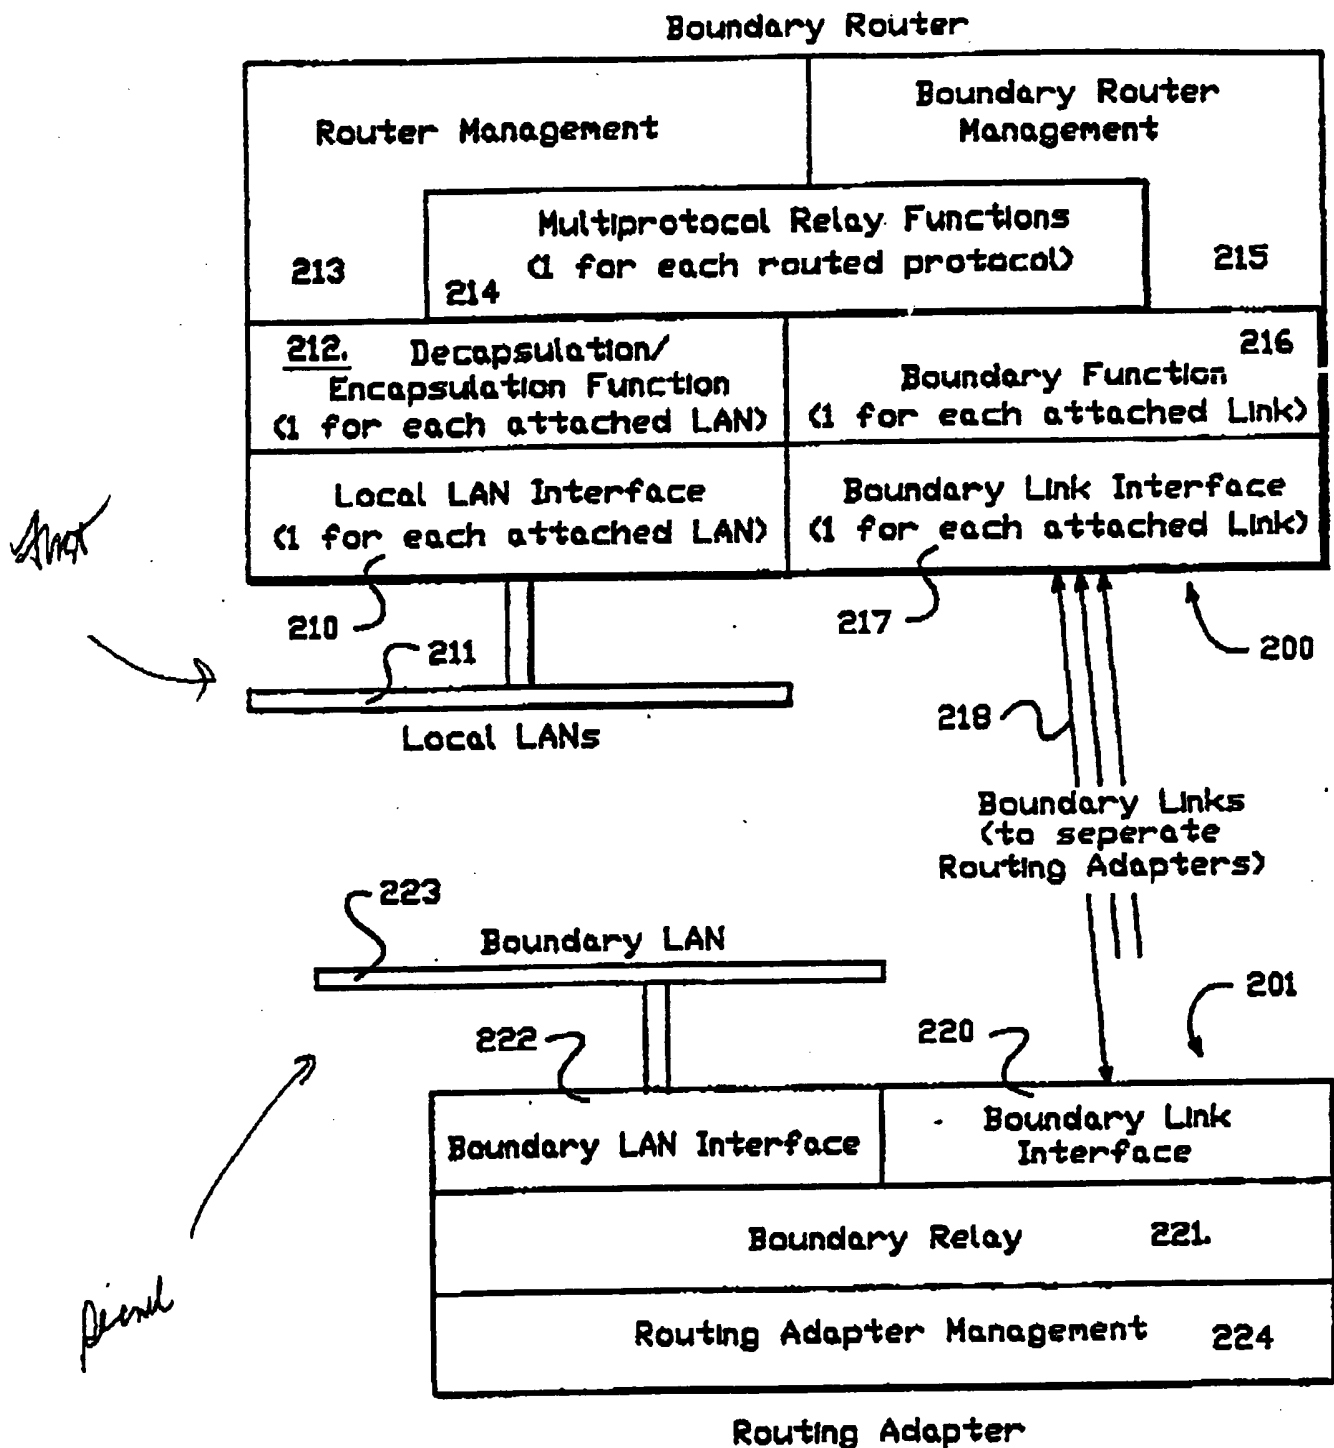 Boundary Router
Router Management
Boundary Router
Management
Multiprotocol Relay Functions
(1 for each routed protocol)
213
214
215
212. Decapsulation/
Encapsulation Function
(1 for each attached LAN)
216
Boundary Function
(1 for each attached Link)
Local LAN Interface
(1 for each attached LAN)
Boundary Link Interface
(1 for each attached Link)
210
217
211
200
Local LANs
218
Boundary Links
(to seperate
Routing Adapters)
223
Boundary LAN
201
222
220
Boundary LAN Interface
Boundary Link
Interface
Boundary Relay 221.
Routing Adapter Management 224
Routing Adapter